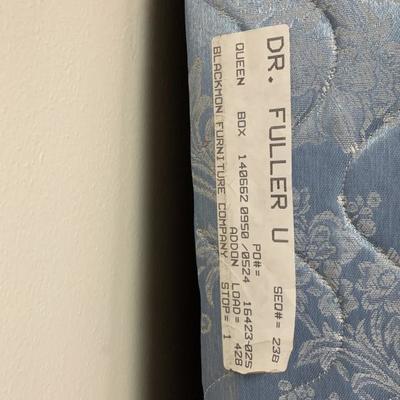 DR. FULLER U
PO#= SEQ#= 238
QUEEN BOX 140662 0950 /0524 16423-025
ADDON LOAD= 428
BLACKMON FURNITURE COMPANY STOP= 1